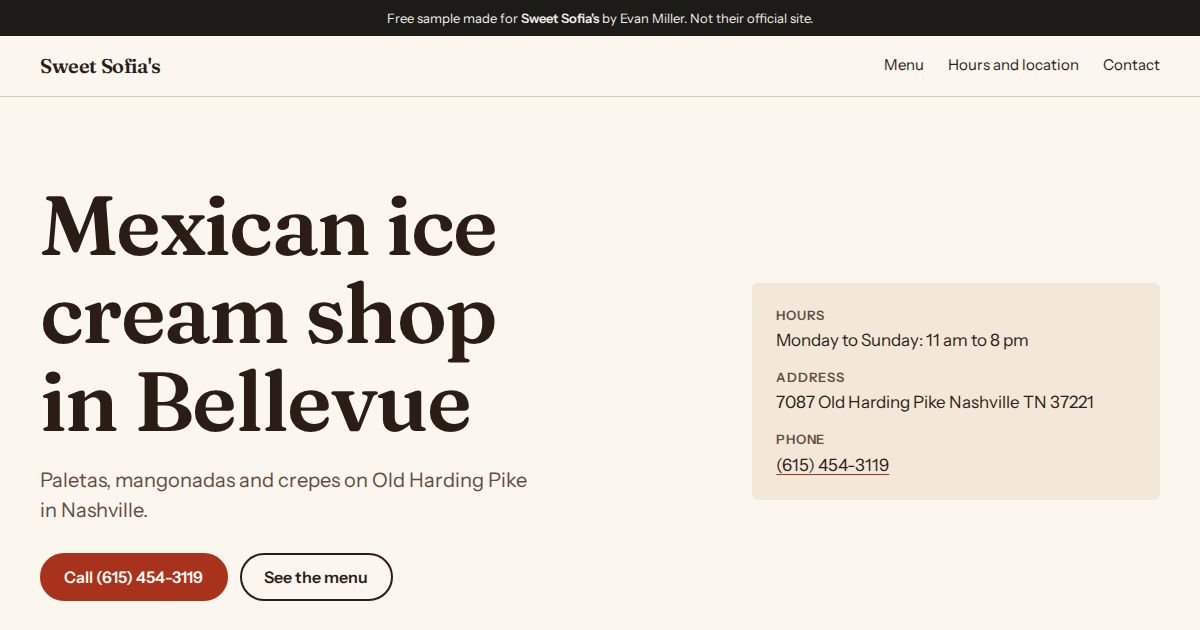 Free sample made for Sweet Sofia's by Evan Miller. Not their official site.
Sweet Sofia's
Menu
Hours and location
Contact
Mexican ice
cream shop
in Bellevue
Paletas, mangonadas and crepes on Old Harding Pike
in Nashville.
Call (615) 454-3119
See the menu
HOURS
Monday to Sunday: 11 am to 8 pm
ADDRESS
7087 Old Harding Pike Nashville TN 37221
PHONE
(615) 454-3119